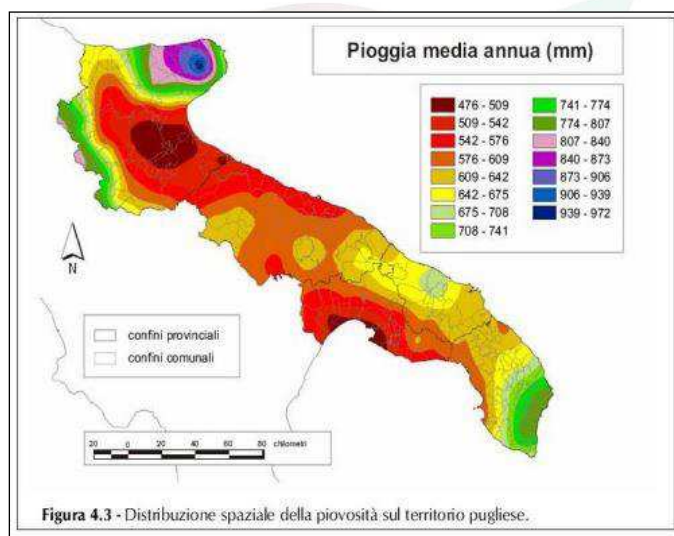 Pioggia media annua (mm)
476 - 509
509 - 542
542 - 576
576 - 609
609 - 642
642 - 675
675 - 708
708 - 741
741 - 774
774 - 807
807 - 840
840 - 873
873 - 906
906 - 939
939 - 972
N
confini provinciali
confini comunali
20 0 20 40 60 80 chilometri
Figura 4.3 - Distribuzione spaziale della piovosità sul territorio pugliese.